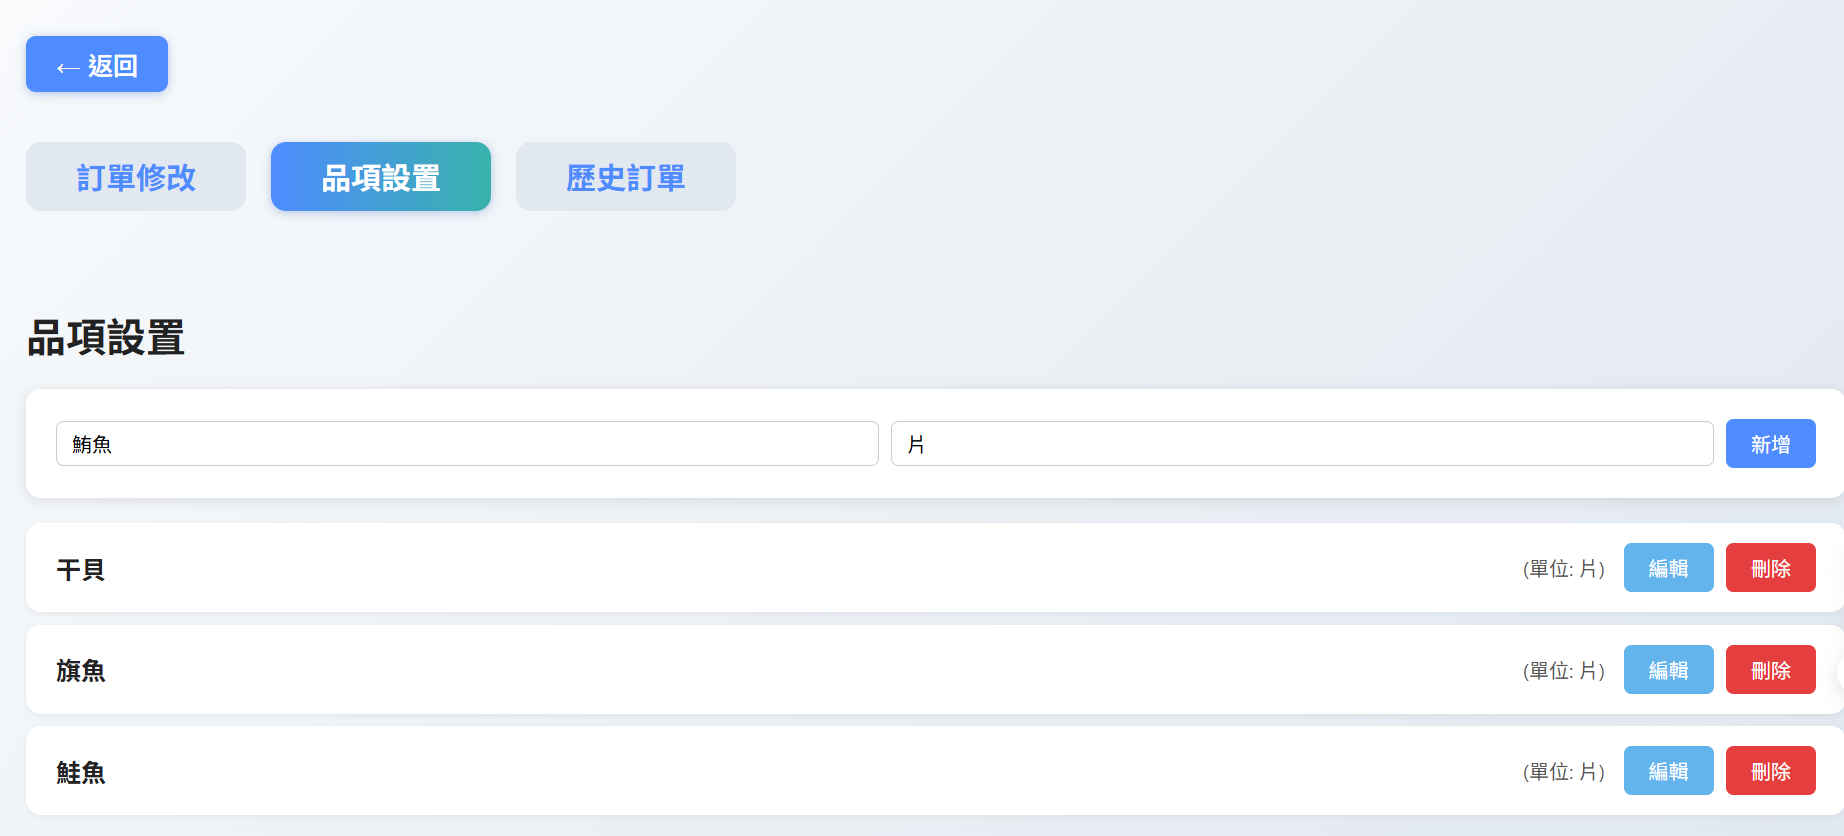 ← 返回
訂單修改 品項設置 歷史訂單
品項設置
鮪魚 片 新增
干貝 (單位: 片) 編輯 刪除
旗魚 (單位: 片) 編輯 刪除
鮭魚 (單位: 片) 編輯 刪除